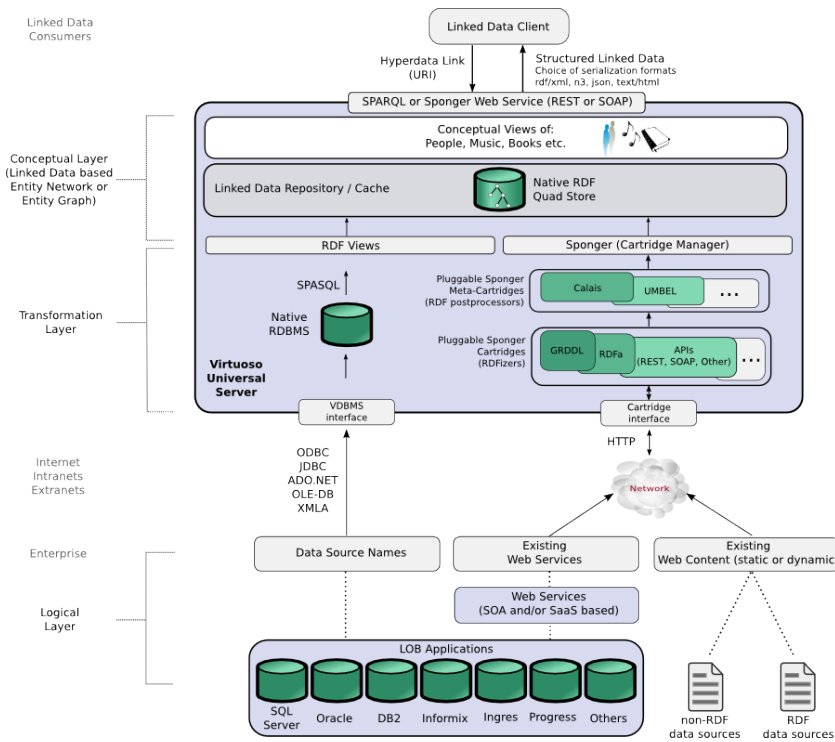 Linked Data
Consumers
Linked Data Client
Hyperdata Link
(URI)
Structured Linked Data
Choice of serialization formats
rdf/xml, n3, json, text/html
SPARQL or Sponger Web Service (REST or SOAP)
Conceptual Views of:
People, Music, Books etc.
Conceptual Layer
(Linked Data based
Entity Network or
Entity Graph)
Linked Data Repository / Cache
Native RDF
Quad Store
RDF Views
Sponger (Cartridge Manager)
Transformation
Layer
SPASQL
Native
RDBMS
Pluggable Sponger
Meta-Cartridges
(RDF postprocessors)
Calais
UMBEL
...
Pluggable Sponger
Cartridges
(RDFizers)
GRDDL
RDFa
APIs
(REST, SOAP, Other)
...
Virtuoso
Universal
Server
VDBMS
interface
Cartridge
interface
Internet
Intranets
Extranets
ODBC
JDBC
ADO.NET
OLE-DB
XMLA
HTTP
Network
Enterprise
Data Source Names
Existing
Web Services
Existing
Web Content (static or dynamic
Logical
Layer
Web Services
(SOA and/or SaaS based)
LOB Applications
SQL
Server
Oracle
DB2
Informix
Ingres
Progress
Others
non-RDF
data sources
RDF
data sources